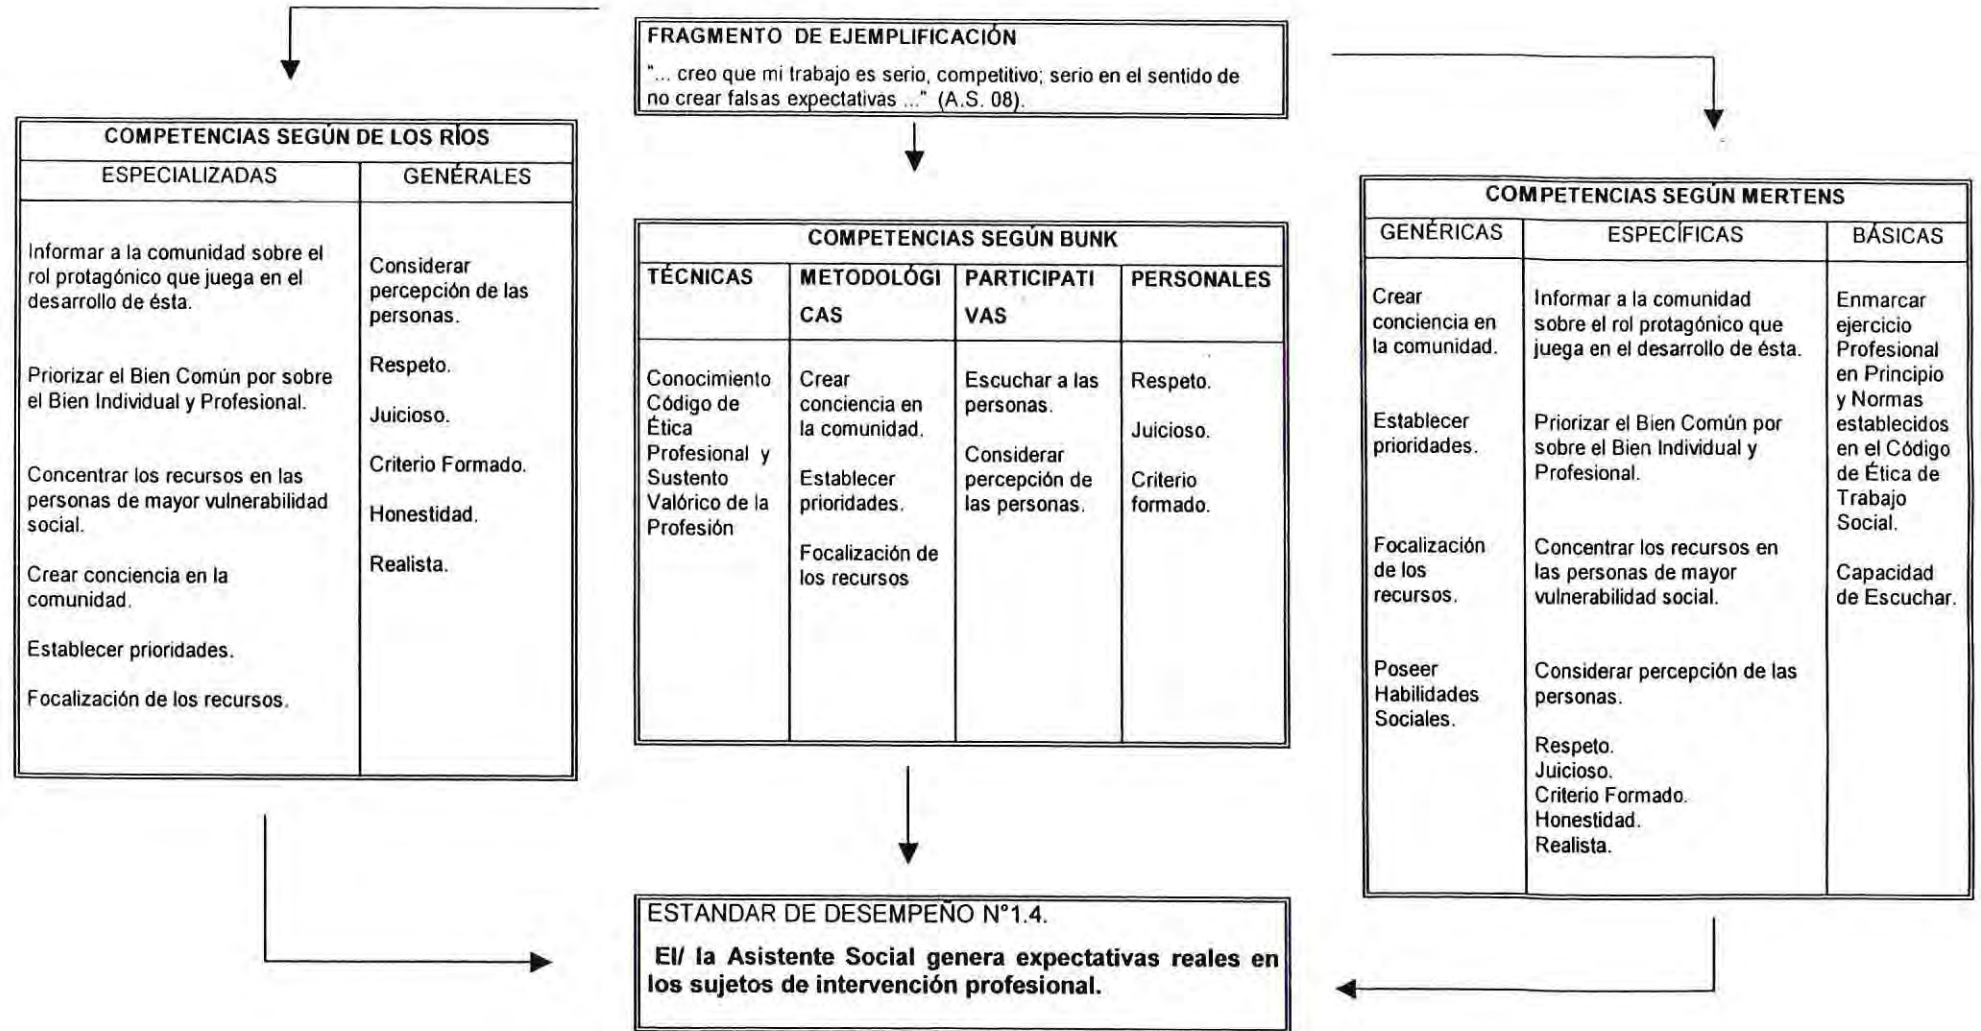 FRAGMENTO DE EJEMPLIFICACIÓN
"... creo que mi trabajo es serio, competitivo; serio en el sentido de
no crear falsas expectativas ..." (A.S. 08).
COMPETENCIAS SEGÚN DE LOS RÍOS
ESPECIALIZADAS
Informar a la comunidad sobre el
rol protagónico que juega en el
desarrollo de ésta.
Priorizar el Bien Común por sobre
el Bien Individual y Profesional.
Concentrar los recursos en las
personas de mayor vulnerabilidad
social.
Crear conciencia en la
comunidad.
Establecer prioridades.
Focalización de los recursos.
GENÉRALES
Considerar
percepción de las
personas.
Respeto.
Juicioso.
Criterio Formado.
Honestidad.
Realista.
COMPETENCIAS SEGÚN BUNK
TÉCNICAS
Conocimiento
Código de
Ética
Profesional y
Sustento
Valórico de la
Profesión
METODOLÓGI
CAS
Crear
conciencia en
la comunidad.
Establecer
prioridades.
Focalización de
los recursos
PARTICIPATI
VAS
Escuchar a las
personas.
Considerar
percepción de
las personas.
PERSONALES
Respeto.
Juicioso.
Criterio
formado.
COMPETENCIAS SEGÚN MERTENS
GENÉRICAS
Crear
conciencia en
la comunidad.
Establecer
prioridades.
Focalización
de los
recursos.
Poseer
Habilidades
Sociales.
ESPECÍFICAS
Informar a la comunidad
sobre el rol protagónico que
juega en el desarrollo de ésta.
Priorizar el Bien Común por
sobre el Bien Individual y
Profesional.
Concentrar los recursos en
las personas de mayor
vulnerabilidad social.
Considerar percepción de las
personas.
Respeto.
Juicioso.
Criterio Formado.
Honestidad.
Realista.
BÁSICAS
Enmarcar
ejercicio
Profesional
en Principio
y Normas
establecidos
en el Código
de Ética de
Trabajo
Social.
Capacidad
de Escuchar.
ESTANDAR DE DESEMPEÑO N°1.4.
El/ la Asistente Social genera expectativas reales en
los sujetos de intervención profesional.